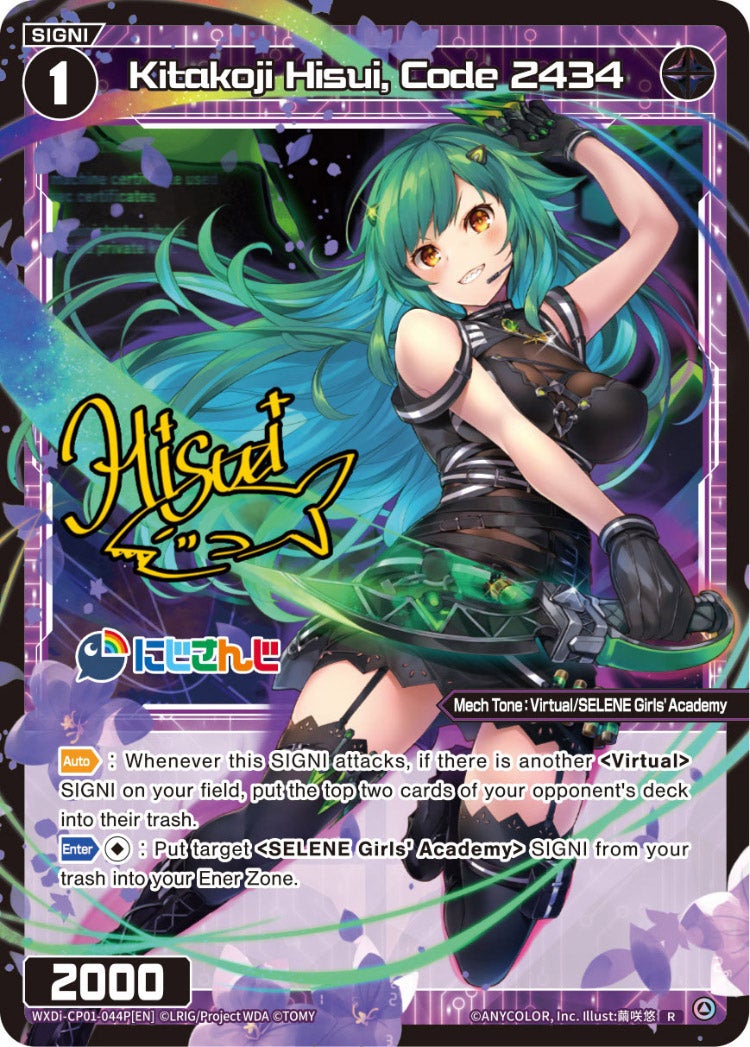 SIGNI
1
Kitakoji Hisui, Code 2434
Hisui
にじさんじ
Mech Tone : Virtual/SELENE Girls' Academy
Auto : Whenever this SIGNI attacks, if there is another <Virtual>
SIGNI on your field, put the top two cards of your opponent's deck
into their trash.
Enter : Put target <SELENE Girls' Academy> SIGNI from your
trash into your Ener Zone.
2000
WXDi-CP01-044P[EN] ©LRIG/Project WDA ©TOMY
©ANYCOLOR, Inc. Illust:繭咲悠 R